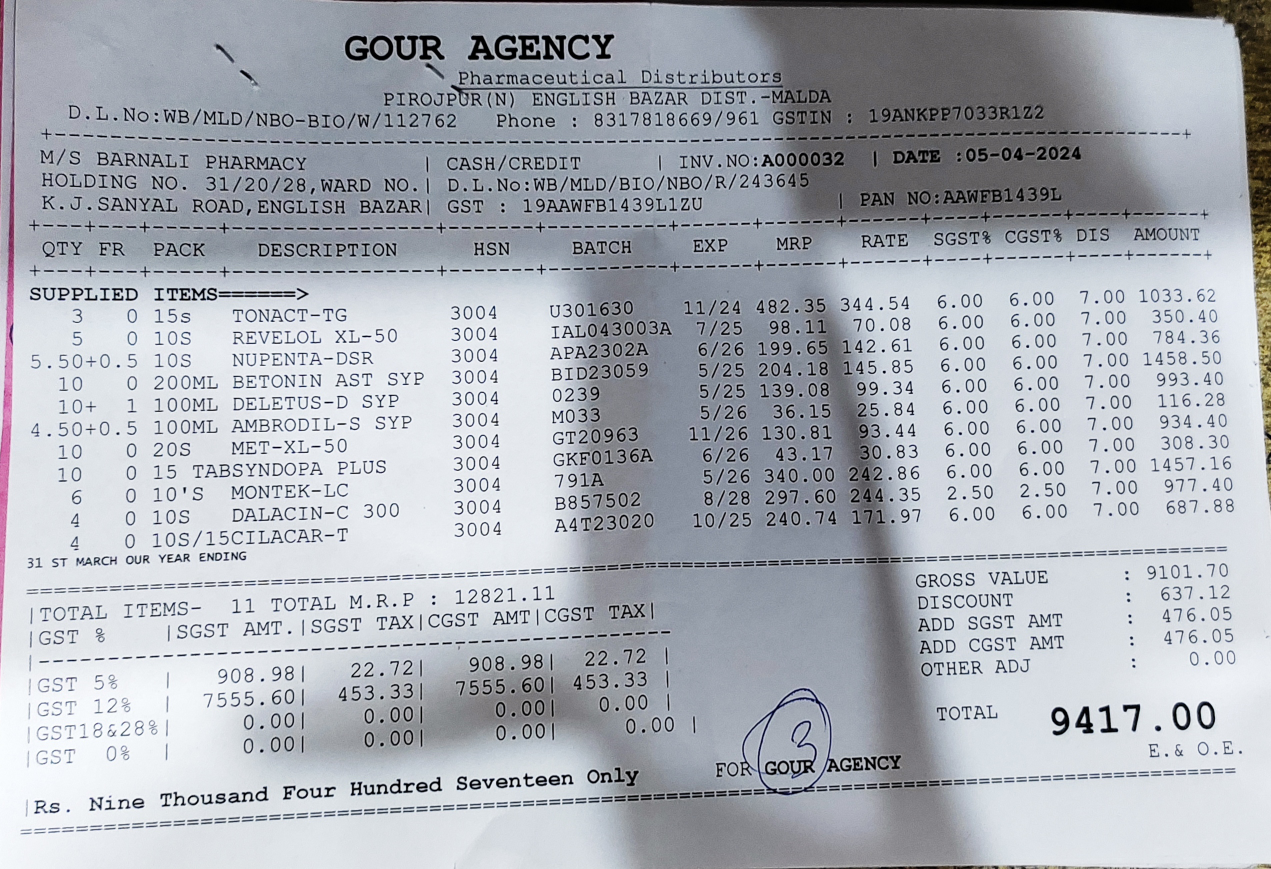 GOUR AGENCY
Pharmaceutical Distributors
PIROJPUR(N) ENGLISH BAZAR DIST.-MALDA
D.L.No:WB/MLD/NBO-BIO/W/112762 Phone : 8317818669/961 GSTIN : 19ANKPP7033R1Z2
M/S BARNALI PHARMACY | CASH/CREDIT | INV.NO:A000032 | DATE :05-04-2024
HOLDING NO. 31/20/28,WARD NO.| D.L.No:WB/MLD/BIO/NBO/R/243645
K.J.SANYAL ROAD,ENGLISH BAZAR| GST : 19AAWFB1439L1ZU | PAN NO:AAWFB1439L
QTY FR PACK DESCRIPTION HSN BATCH EXP MRP RATE SGST% CGST% DIS AMOUNT
SUPPLIED ITEMS======>
3 0 15s TONACT-TG 3004 U301630 11/24 482.35 344.54 6.00 6.00 7.00 1033.62
5 0 10S REVELOL XL-50 3004 IAL043003A 7/25 98.11 70.08 6.00 6.00 7.00 350.40
5.50+0.5 10S NUPENTA-DSR 3004 APA2302A 6/26 199.65 142.61 6.00 6.00 7.00 784.36
10 0 200ML BETONIN AST SYP 3004 BID23059 5/25 204.18 145.85 6.00 6.00 7.00 1458.50
10+ 1 100ML DELETUS-D SYP 3004 0239 5/25 139.08 99.34 6.00 6.00 7.00 993.40
4.50+0.5 100ML AMBRODIL-S SYP 3004 M033 5/26 36.15 25.84 6.00 6.00 7.00 116.28
10 0 20S MET-XL-50 3004 GT20963 11/26 130.81 93.44 6.00 6.00 7.00 934.40
10 0 15 TABSYNDOPA PLUS 3004 GKF0136A 6/26 43.17 30.83 6.00 6.00 7.00 308.30
6 0 10'S MONTEK-LC 3004 791A 5/26 340.00 242.86 6.00 6.00 7.00 1457.16
4 0 10S DALACIN-C 300 3004 B857502 8/28 297.60 244.35 2.50 2.50 7.00 977.40
4 0 10S/15CILACAR-T 3004 A4T23020 10/25 240.74 171.97 6.00 6.00 7.00 687.88
31 ST MARCH OUR YEAR ENDING
|TOTAL ITEMS- 11 TOTAL M.R.P : 12821.11
|GST % |SGST AMT.|SGST TAX|CGST AMT|CGST TAX|
|GST 5% | 908.98| 22.72| 908.98| 22.72 |
|GST 12% | 7555.60| 453.33| 7555.60| 453.33 |
|GST18&28%| 0.00| 0.00| 0.00| 0.00 |
|GST 0% | 0.00| 0.00| 0.00| 0.00 |
GROSS VALUE : 9101.70
DISCOUNT : 637.12
ADD SGST AMT : 476.05
ADD CGST AMT : 476.05
OTHER ADJ : 0.00
TOTAL 9417.00
E.& O.E.
3
FOR GOUR AGENCY
|Rs. Nine Thousand Four Hundred Seventeen Only